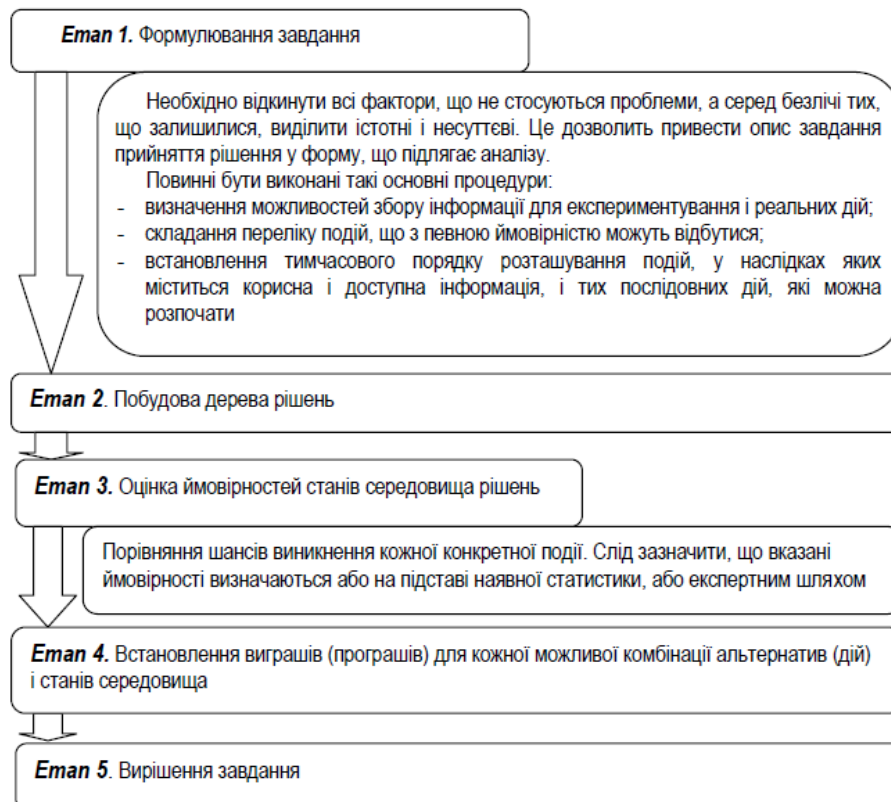 Етап 1. Формулювання завдання
Необхідно відкинути всі фактори, що не стосуються проблеми, а серед безлічі тих,
що залишилися, виділити істотні і несуттєві. Це дозволить привести опис завдання
прийняття рішення у форму, що підлягає аналізу.
Повинні бути виконані такі основні процедури:
- визначення можливостей збору інформації для експериментування і реальних дій;
- складання переліку подій, що з певною ймовірністю можуть відбутися;
- встановлення тимчасового порядку розташування подій, у наслідках яких
міститься корисна і доступна інформація, і тих послідовних дій, які можна
розпочати
Етап 2. Побудова дерева рішень
Етап 3. Оцінка ймовірностей станів середовища рішень
Порівняння шансів виникнення кожної конкретної події. Слід зазначити, що вказані
ймовірності визначаються або на підставі наявної статистики, або експертним шляхом
Етап 4. Встановлення виграшів (програшів) для кожної можливої комбінації альтернатив (дій)
і станів середовища
Етап 5. Вирішення завдання